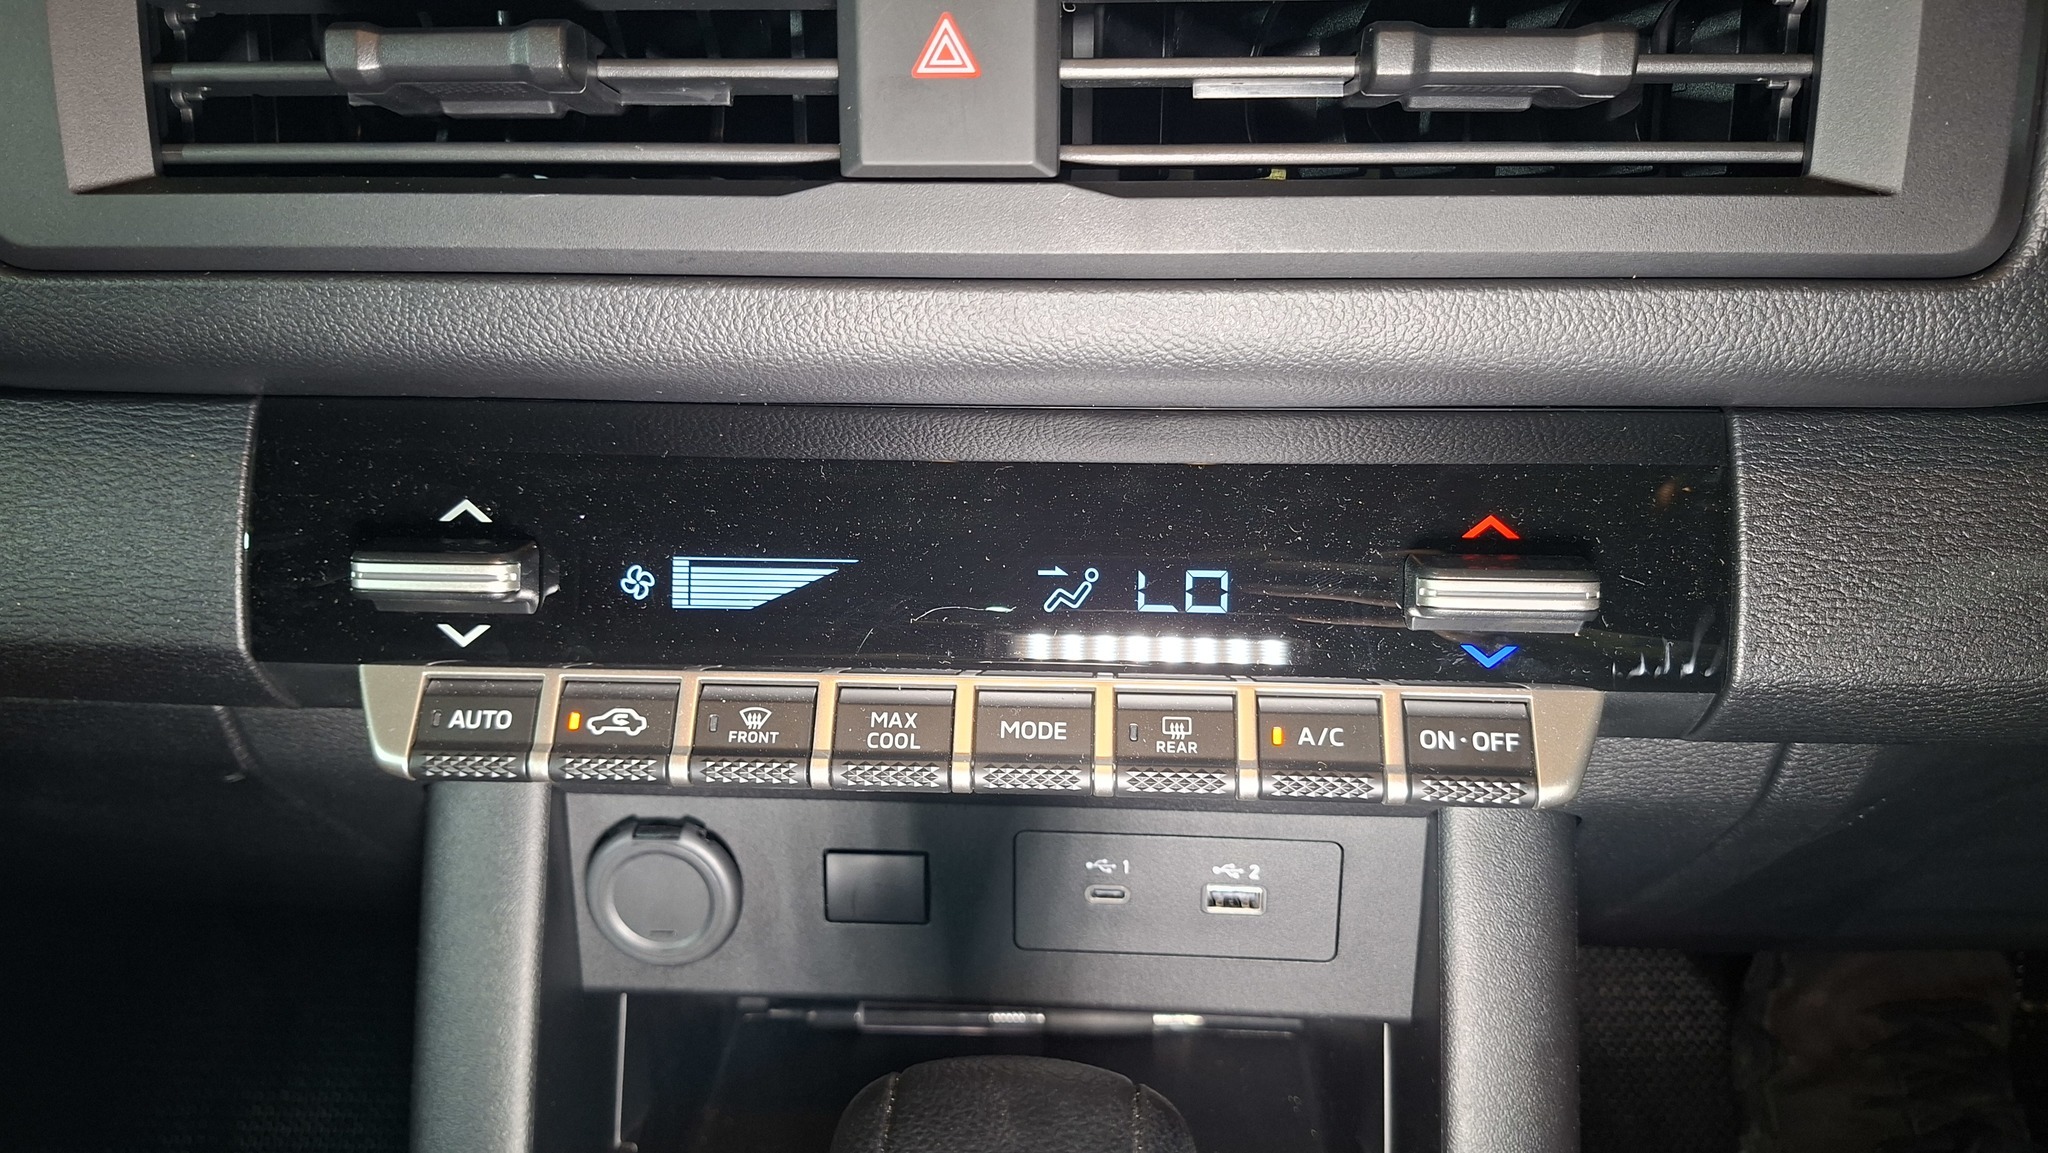 LO
AUTO
FRONT
MAX
COOL
MODE
REAR
A/C
ON·OFF
1
2